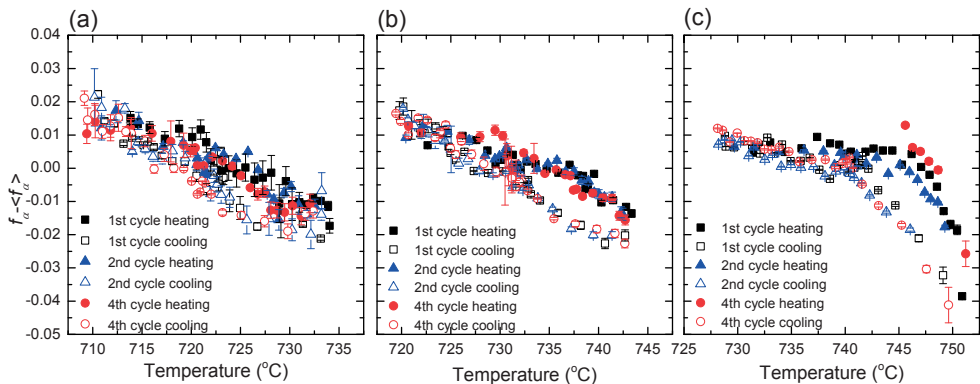 (a)
(b)
(c)
0.04
0.03
0.02
0.01
0.00
-0.01
-0.02
-0.03
-0.04
-0.05
fα-<fα>
1st cycle heating
1st cycle cooling
2nd cycle heating
2nd cycle cooling
4th cycle heating
4th cycle cooling
1st cycle heating
1st cycle cooling
2nd cycle heating
2nd cycle cooling
4th cycle heating
4th cycle cooling
1st cycle heating
1st cycle cooling
2nd cycle heating
2nd cycle cooling
4th cycle heating
4th cycle cooling
710 715 720 725 730 735
720 725 730 735 740 745
725 730 735 740 745 750
Temperature (°C)
Temperature (°C)
Temperature (°C)